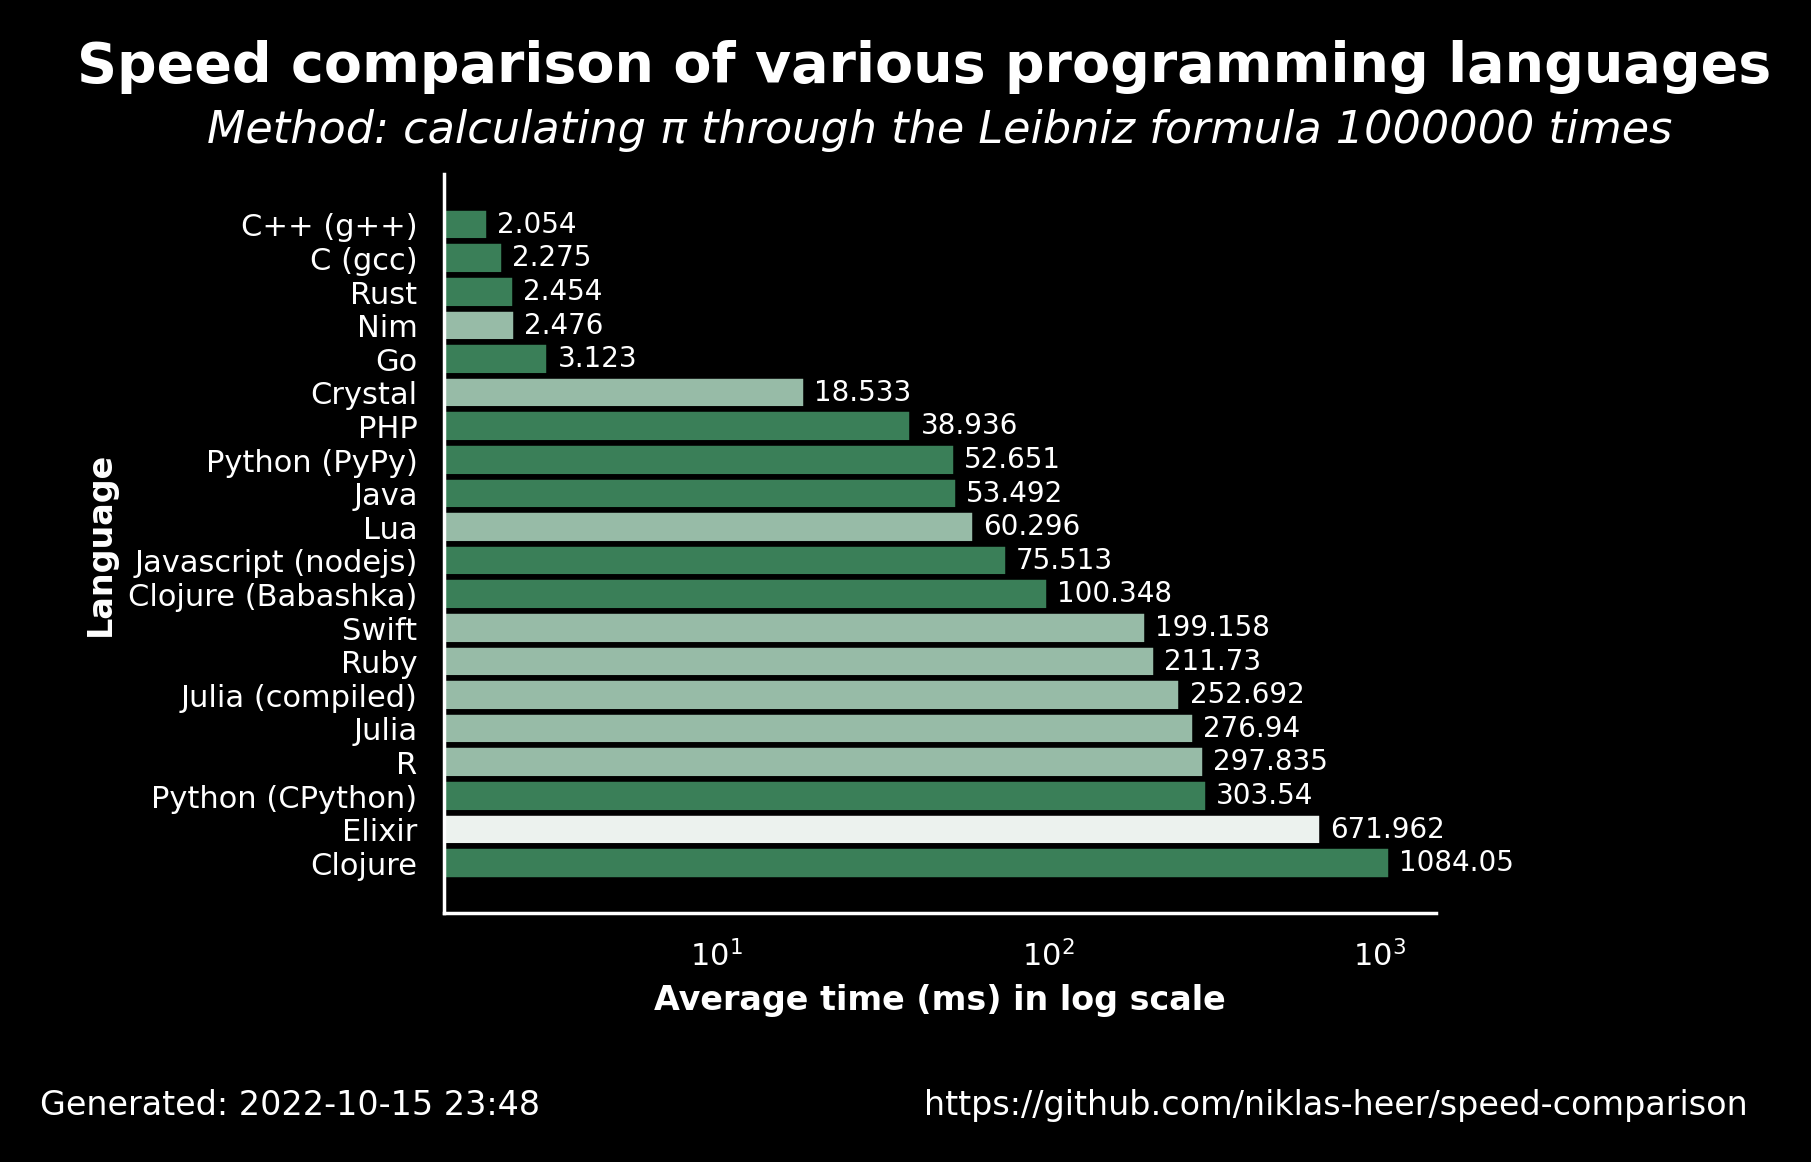 Speed comparison of various programming languages
Method: calculating π through the Leibniz formula 1000000 times
Language
C++ (g++) 2.054
C (gcc) 2.275
Rust 2.454
Nim 2.476
Go 3.123
Crystal 18.533
PHP 38.936
Python (PyPy) 52.651
Java 53.492
Lua 60.296
Javascript (nodejs) 75.513
Clojure (Babashka) 100.348
Swift 199.158
Ruby 211.73
Julia (compiled) 252.692
Julia 276.94
R 297.835
Python (CPython) 303.54
Elixir 671.962
Clojure 1084.05
10¹ 10² 10³
Average time (ms) in log scale
Generated: 2022-10-15 23:48 https://github.com/niklas-heer/speed-comparison